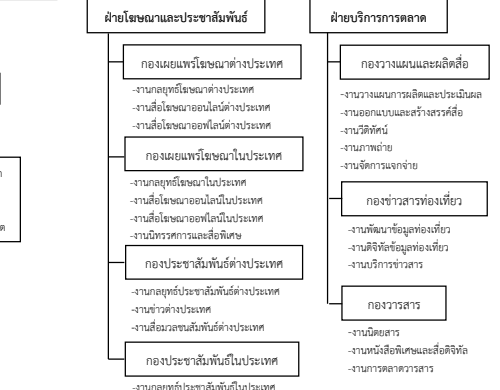 ฝ่ายโฆษณาและประชาสัมพันธ์
กองเผยแพร่โฆษณาต่างประเทศ
-งานกลยุทธ์โฆษณาต่างประเทศ
-งานสื่อโฆษณาออนไลน์ต่างประเทศ
-งานสื่อโฆษณาออฟไลน์ต่างประเทศ
กองเผยแพร่โฆษณาในประเทศ
-งานกลยุทธ์โฆษณาในประเทศ
-งานสื่อโฆษณาออนไลน์ในประเทศ
-งานสื่อโฆษณาออฟไลน์ในประเทศ
-งานนิทรรศการและสื่อพิเศษ
กองประชาสัมพันธ์ต่างประเทศ
-งานกลยุทธ์ประชาสัมพันธ์ต่างประเทศ
-งานข่าวต่างประเทศ
-งานสื่อมวลชนสัมพันธ์ต่างประเทศ
กองประชาสัมพันธ์ในประเทศ
-งานกลยุทธ์ประชาสัมพันธ์ในประเทศ
ฝ่ายบริการการตลาด
กองวางแผนและผลิตสื่อ
-งานวางแผนการผลิตและประเมินผล
-งานออกแบบและสร้างสรรค์สื่อ
-งานวีดิทัศน์
-งานภาพถ่าย
-งานจัดการแจกจ่าย
กองข่าวสารท่องเที่ยว
-งานพัฒนาข้อมูลท่องเที่ยว
-งานดิจิทัลข้อมูลท่องเที่ยว
-งานบริการข่าวสาร
กองวารสาร
-งานนิตยสาร
-งานหนังสือพิเศษและสื่อดิจิทัล
-งานการตลาดวารสาร